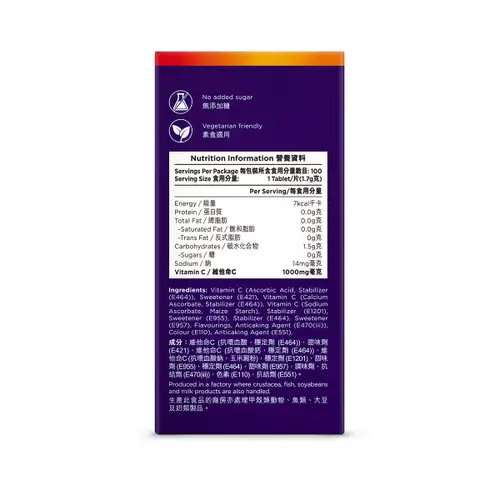 No added sugar
無添加糖
Vegetarian friendly
素食適用
Nutrition Information 營養資料
Servings Per Package 每包裝所含食用分量數目: 100
Serving Size 食用分量: 1 Tablet/片(1.7g克)
Per Serving/每食用分量
Energy / 能量 7kcal千卡
Protein / 蛋白質 0.0g克
Total Fat / 總脂肪 0.0g克
-Saturated Fat / 飽和脂肪 0.0g克
-Trans Fat / 反式脂肪 0g克
Carbohydrates / 碳水化合物 1.5g克
-Sugars / 糖 0g克
Sodium / 鈉 14mg毫克
Vitamin C / 維他命C 1000mg毫克
Ingredients: Vitamin C (Ascorbic Acid, Stabilizer
(E464)), Sweetener (E421), Vitamin C (Calcium
Ascorbate, Stabilizer (E464)), Vitamin C (Sodium
Ascorbate, Maize Starch), Stabilizer (E1201),
Sweetener (E955), Stabilizer (E464), Sweetener
(E957), Flavourings, Anticaking Agent (E470(iii)),
Colour (E110), Anticaking Agent (E551).
成分：維他命C (抗壞血酸、穩定劑 (E464))、甜味劑
(E421)、維他命C (抗壞血酸鈣、穩定劑 (E464))、維
他命C(抗壞血酸鈉、玉米澱粉)、穩定劑(E1201)、甜味
劑(E955)、穩定劑(E464)、甜味劑(E957)、調味劑、抗
結劑 (E470(iii))、色素 (E110)、抗結劑 (E551)。
Produced in a factory where crustacea, fish, soyabeans
and milk products are also handled.
生產此食品的廠房亦處理甲殼類動物、魚類、大豆
及奶類製品。